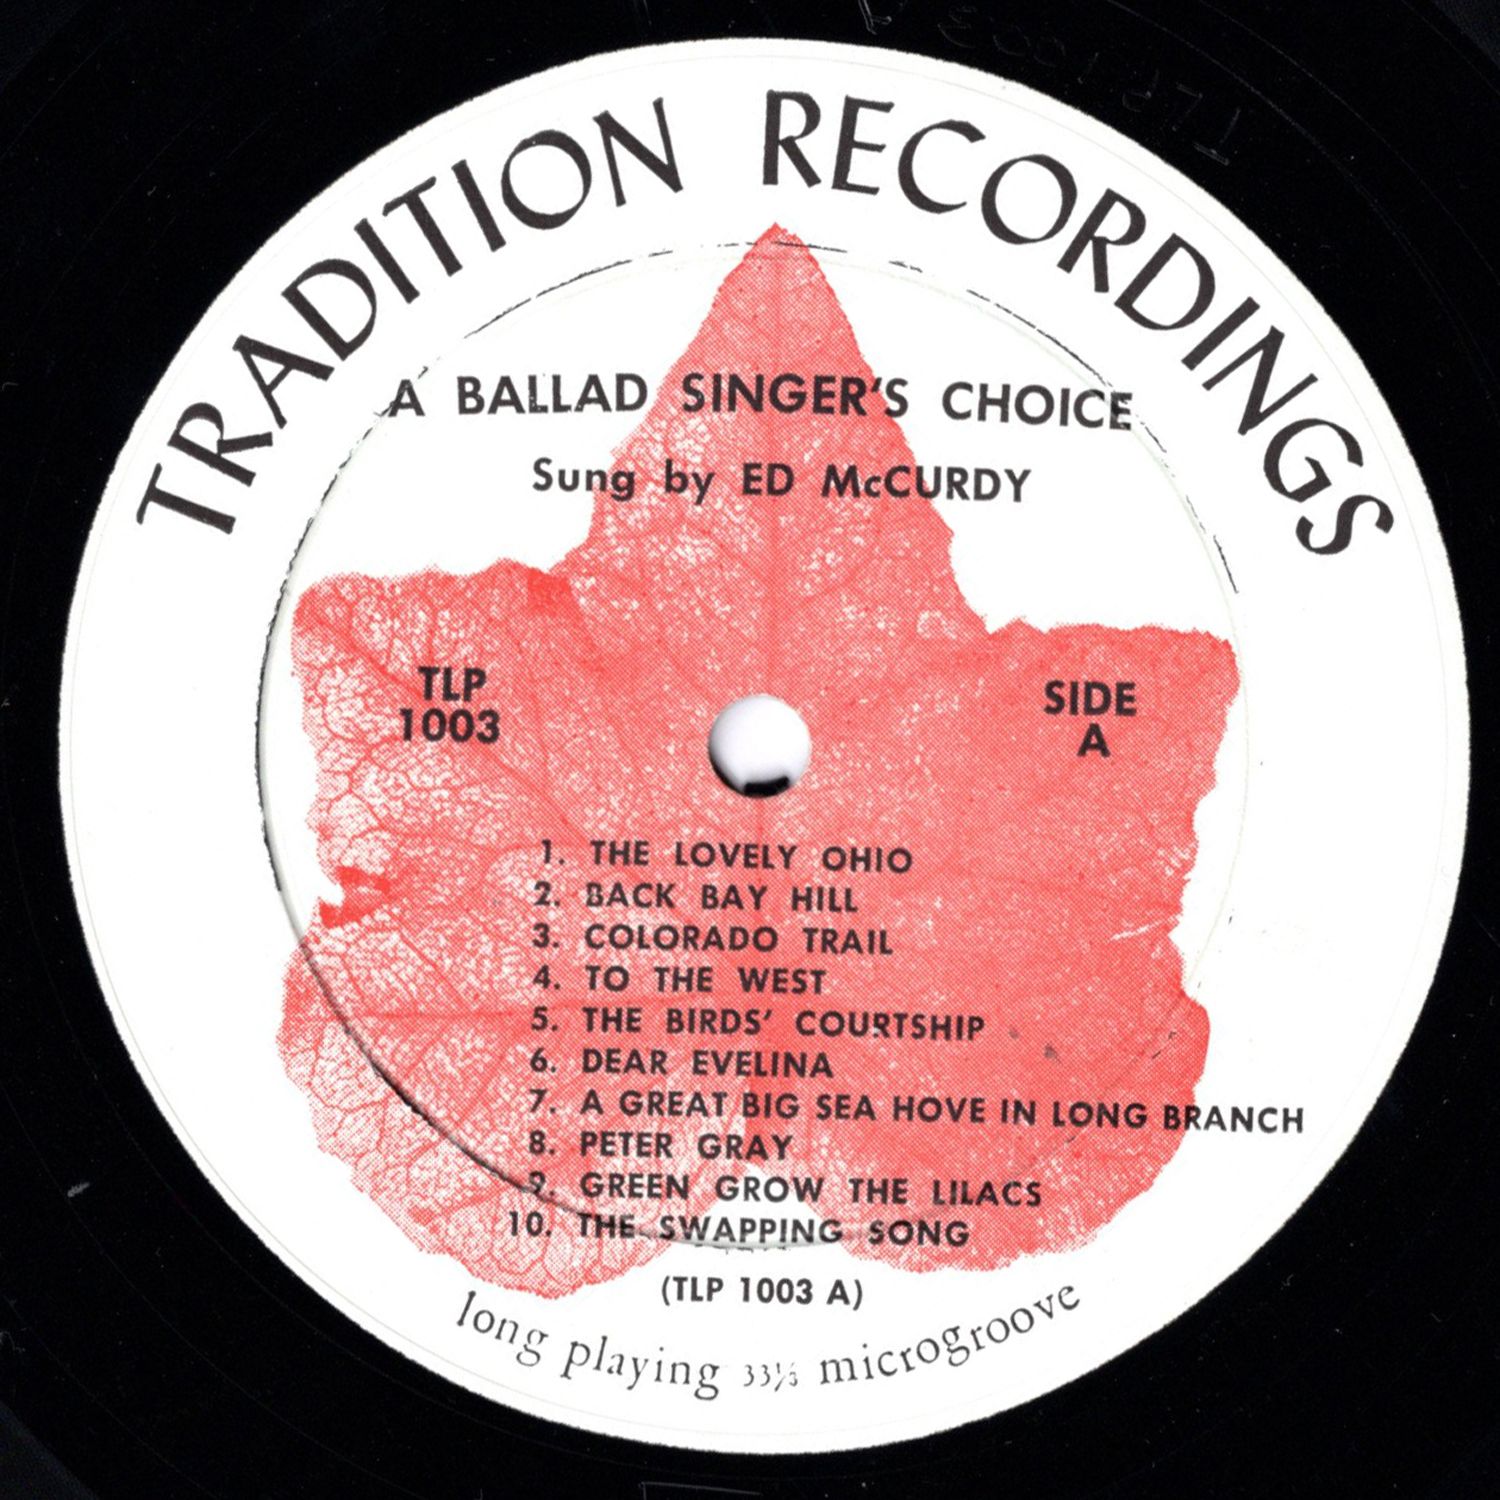 TRADITION RECORDINGS
A BALLAD SINGER'S CHOICE
Sung by ED McCURDY
TLP
1003
SIDE
A
1. THE LOVELY OHIO
2. BACK BAY HILL
3. COLORADO TRAIL
4. TO THE WEST
5. THE BIRDS' COURTSHIP
6. DEAR EVELINA
7. A GREAT BIG SEA HOVE IN LONG BRANCH
8. PETER GRAY
9. GREEN GROW THE LILACS
10. THE SWAPPING SONG
(TLP 1003 A)
long playing 33⅓ microgroove